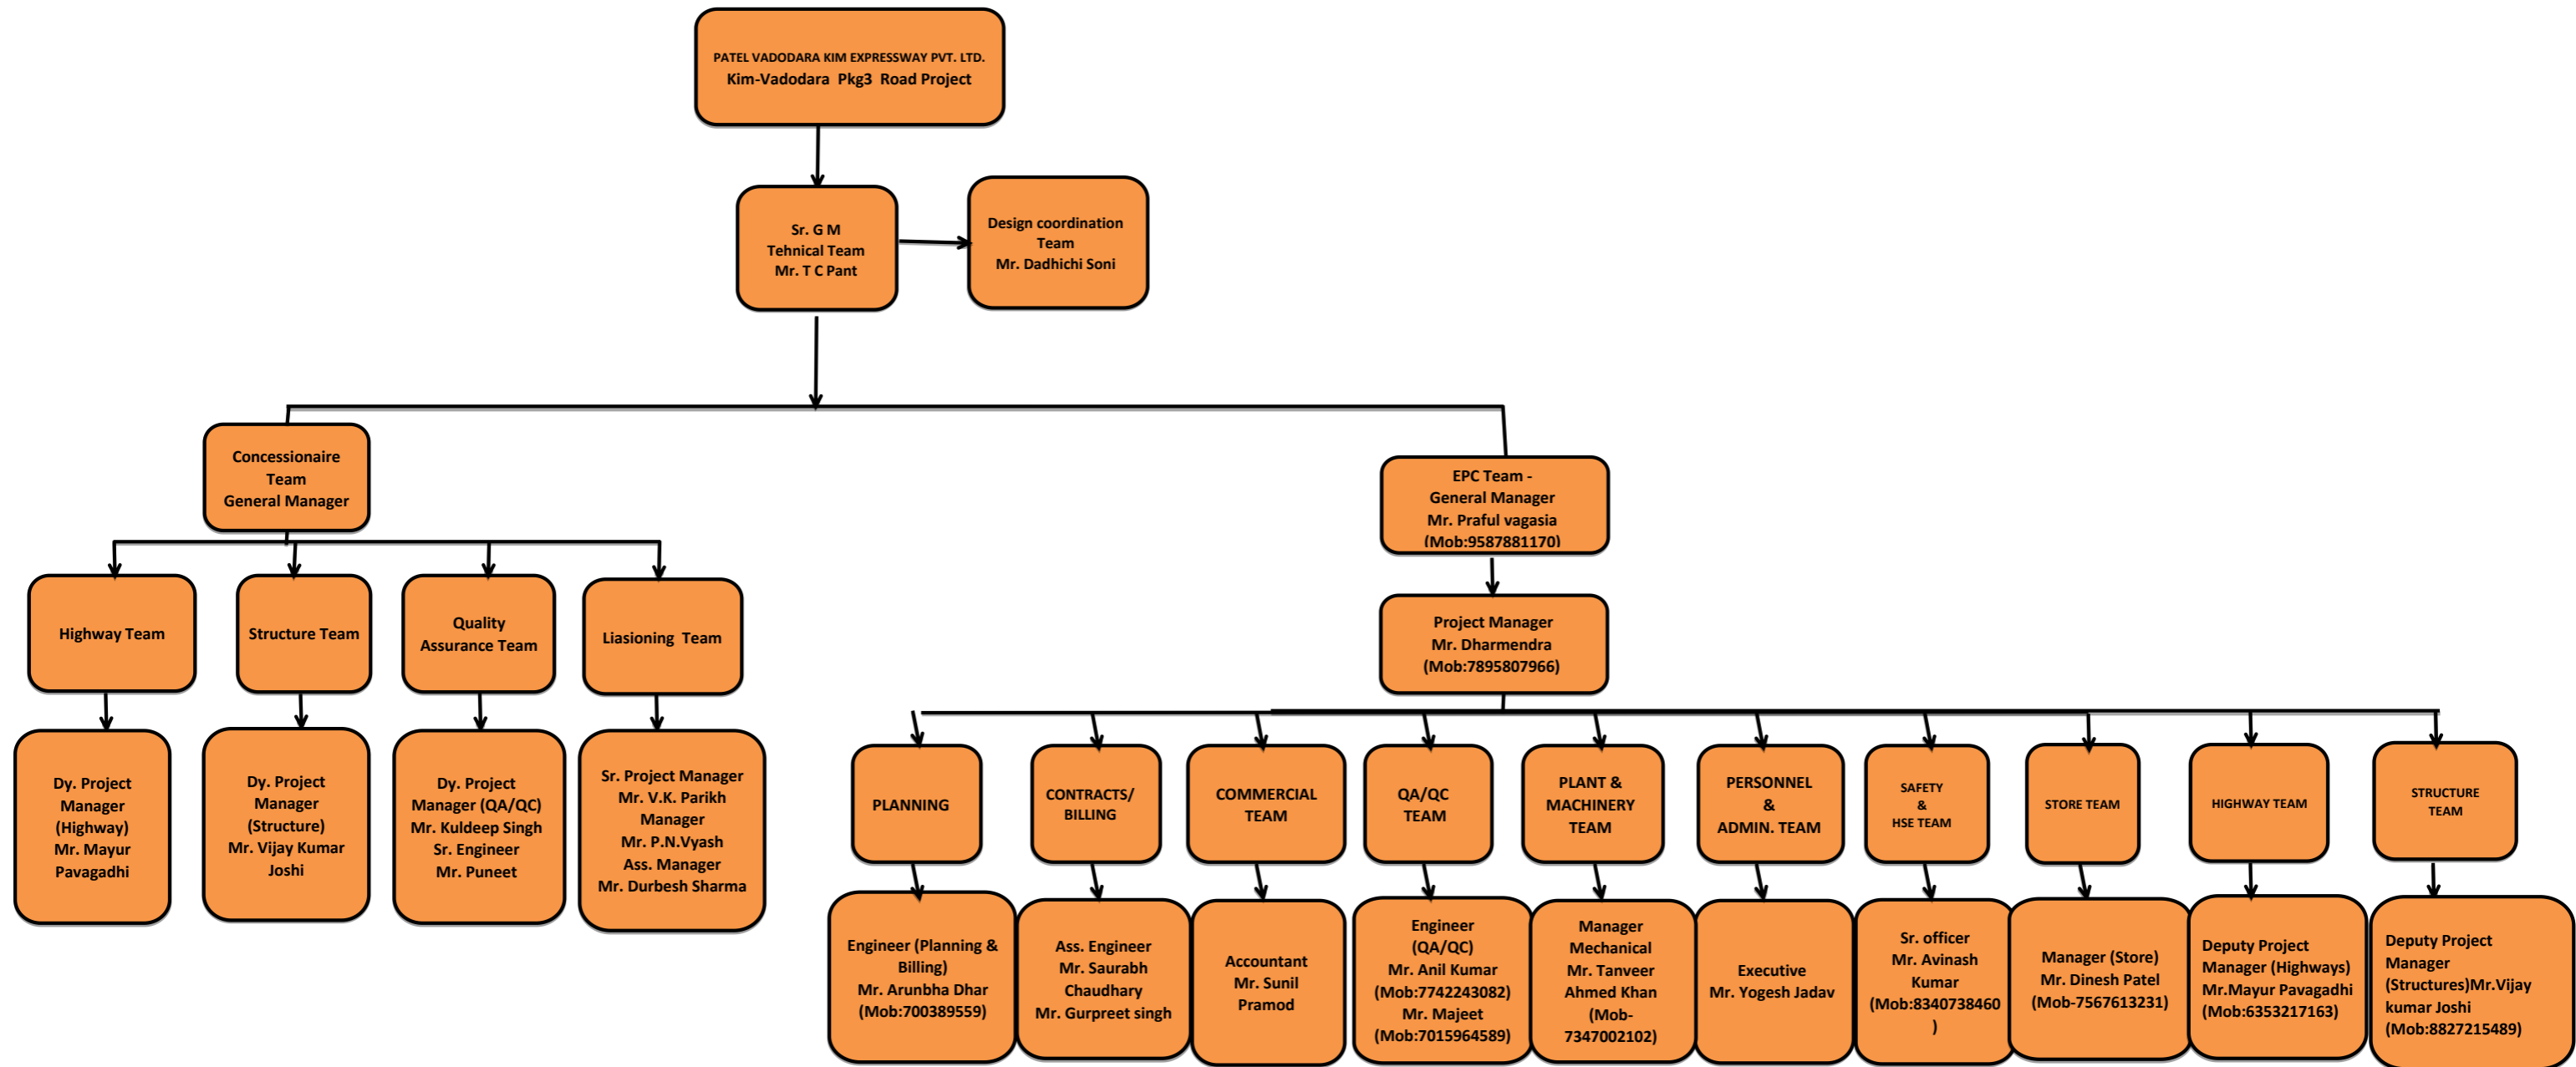 PATEL VADODARA KIM EXPRESSWAY PVT. LTD.
Kim-Vadodara Pkg3 Road Project
Sr. G M
Tehnical Team
Mr. T C Pant
Design coordination
Team
Mr. Dadhichi Soni
Concessionaire
Team
General Manager
EPC Team -
General Manager
Mr. Praful vagasia
(Mob:9587881170)
Highway Team
Structure Team
Quality
Assurance Team
Liasioning Team
Project Manager
Mr. Dharmendra
(Mob:7895807966)
Dy. Project
Manager
(Highway)
Mr. Mayur
Pavagadhi
Dy. Project
Manager
(Structure)
Mr. Vijay Kumar
Joshi
Dy. Project
Manager (QA/QC)
Mr. Kuldeep Singh
Sr. Engineer
Mr. Puneet
Sr. Project Manager
Mr. V.K. Parikh
Manager
Mr. P.N.Vyash
Ass. Manager
Mr. Durbesh Sharma
PLANNING
CONTRACTS/
BILLING
COMMERCIAL
TEAM
QA/QC
TEAM
PLANT &
MACHINERY
TEAM
PERSONNEL
&
ADMIN. TEAM
SAFETY
&
HSE TEAM
STORE TEAM
HIGHWAY TEAM
STRUCTURE
TEAM
Engineer (Planning &
Billing)
Mr. Arunbha Dhar
(Mob:700389559)
Ass. Engineer
Mr. Saurabh
Chaudhary
Mr. Gurpreet singh
Accountant
Mr. Sunil
Pramod
Engineer
(QA/QC)
Mr. Anil Kumar
(Mob:7742243082)
Mr. Majeet
(Mob:7015964589)
Manager
Mechanical
Mr. Tanveer
Ahmed Khan
(Mob-
7347002102)
Executive
Mr. Yogesh Jadav
Sr. officer
Mr. Avinash
Kumar
(Mob:8340738460
)
Manager (Store)
Mr. Dinesh Patel
(Mob-7567613231)
Deputy Project
Manager (Highways)
Mr.Mayur Pavagadhi
(Mob:6353217163)
Deputy Project
Manager
(Structures)Mr.Vijay
kumar Joshi
(Mob:8827215489)